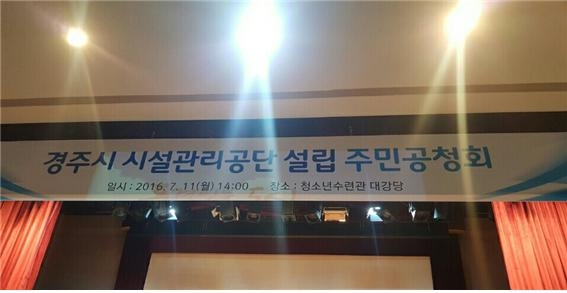 경주시 시설관리공단 설립 주민공청회
일시 : 2016. 7. 11(월) 14:00 장소 : 청소년수련관 대강당